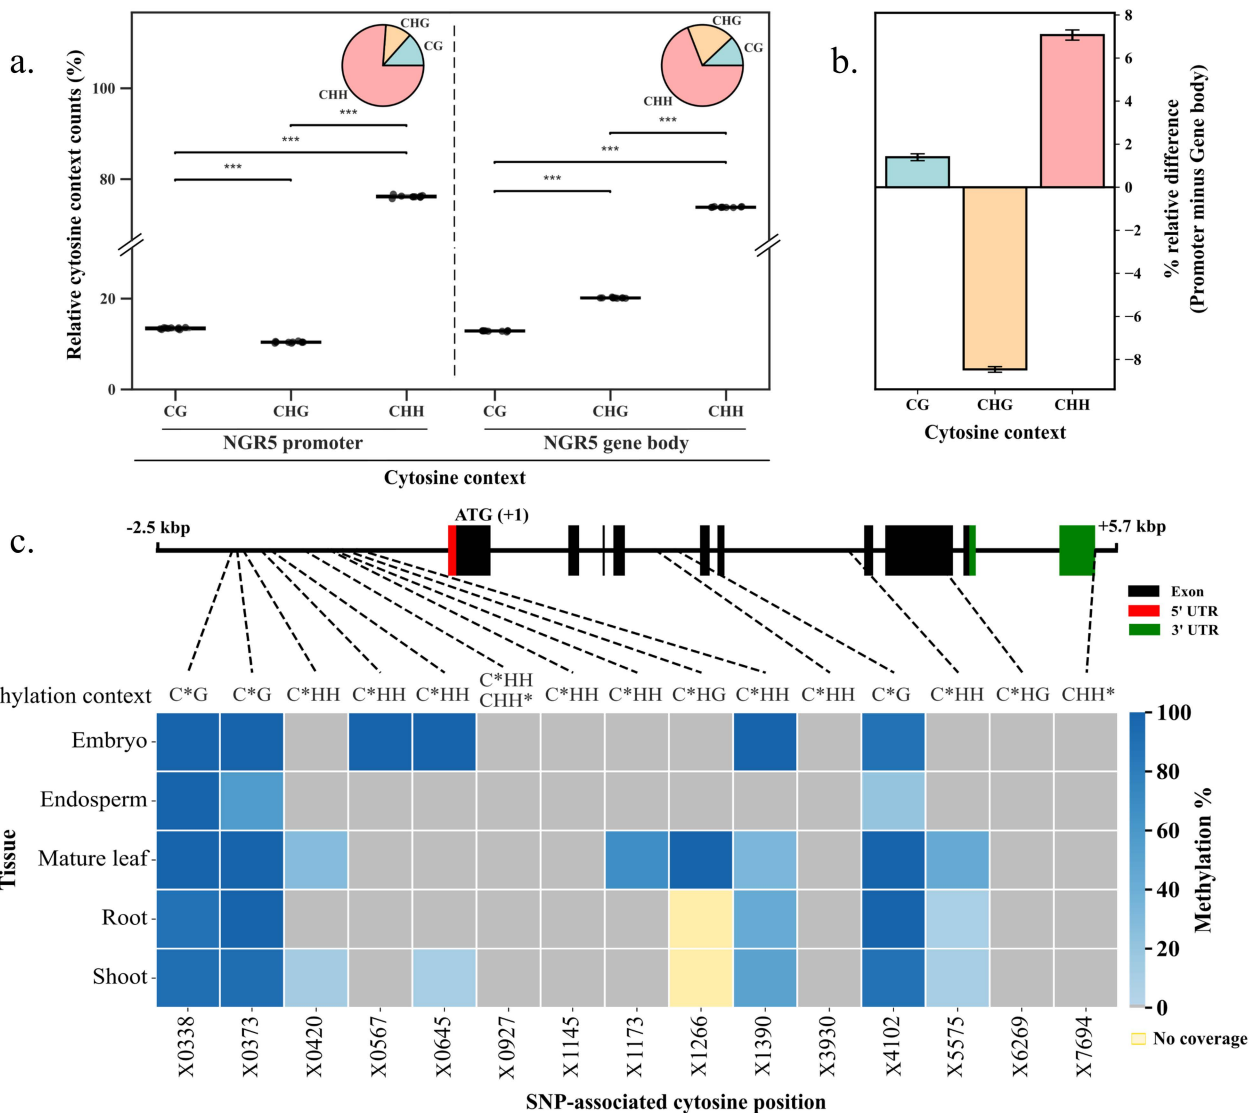 a.
Relative cytosine context counts (%)
100
80
20
0
CHG
CG
CHH
***
***
***
CHG
CG
CHH
***
***
***
CG
CHG
CHH
CG
CHG
CHH
NGR5 promoter
NGR5 gene body
Cytosine context
b.
8
6
4
2
0
−2
−4
−6
−8
% relative difference
(Promoter minus Gene body)
CG
CHG
CHH
Cytosine context
c.
-2.5 kbp
ATG (+1)
+5.7 kbp
Exon
5' UTR
3' UTR
hylation context
C*G
C*G
C*HH
C*HH
C*HH
C*HH
CHH*
C*HH
C*HH
C*HG
C*HH
C*HH
C*G
C*HH
C*HG
CHH*
Tissue
Embryo
Endosperm
Mature leaf
Root
Shoot
X0338
X0373
X0420
X0567
X0645
X0927
X1145
X1173
X1266
X1390
X3930
X4102
X5575
X6269
X7694
SNP-associated cytosine position
100
80
60
40
20
0
Methylation %
No coverage